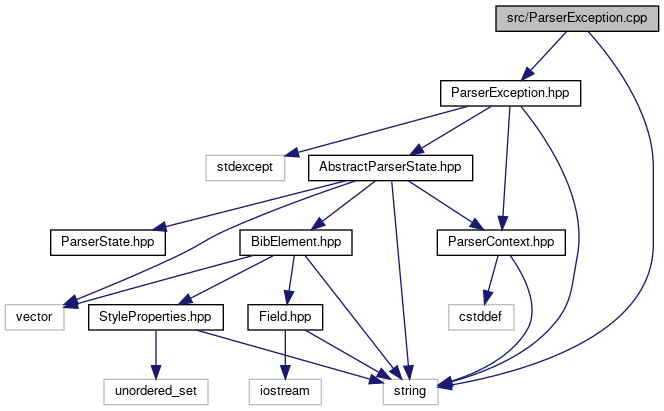 src/ParserException.cpp
ParserException.hpp
stdexcept
AbstractParserState.hpp
ParserState.hpp
BibElement.hpp
ParserContext.hpp
vector
StyleProperties.hpp
Field.hpp
cstddef
unordered_set
iostream
string